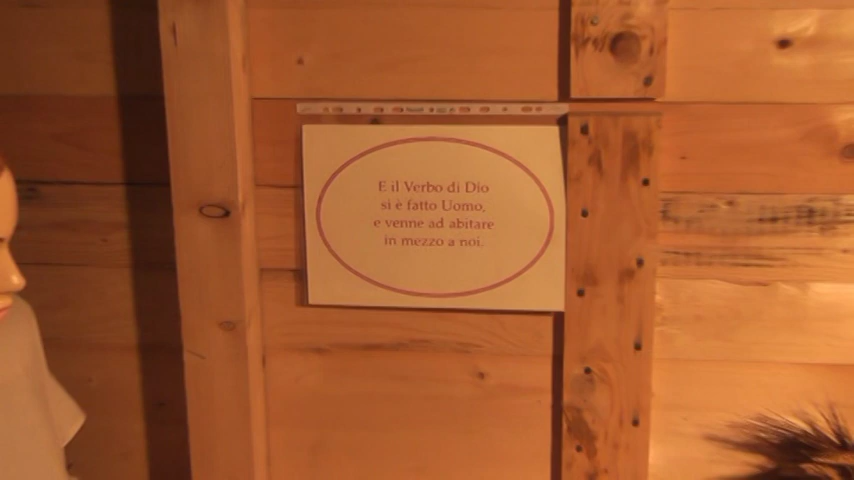 E il Verbo di Dio
si è fatto Uomo,
e venne ad abitare
in mezzo a noi.